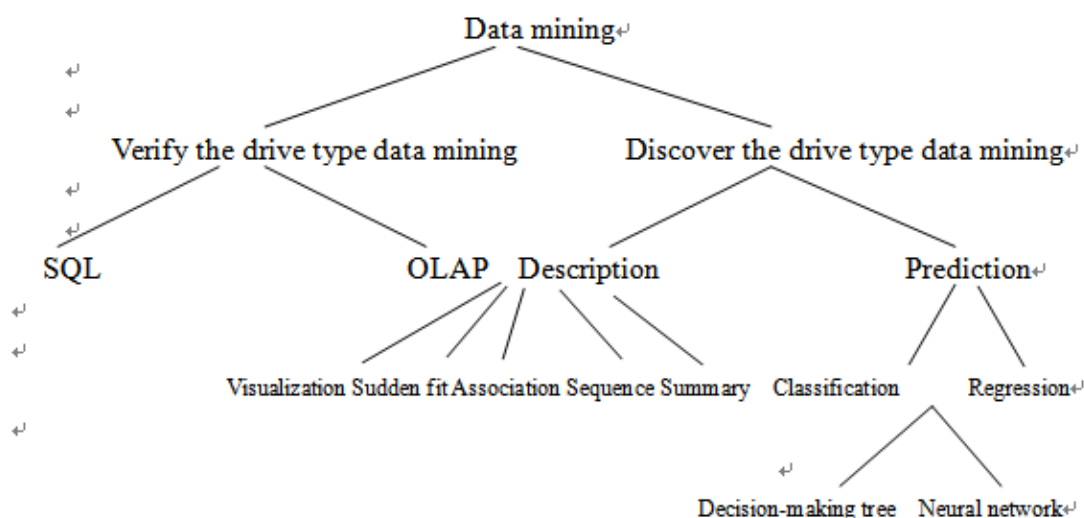 Data mining
Verify the drive type data mining Discover the drive type data mining
SQL OLAP Description Prediction
Visualization Sudden fit Association Sequence Summary Classification Regression
Decision-making tree Neural network